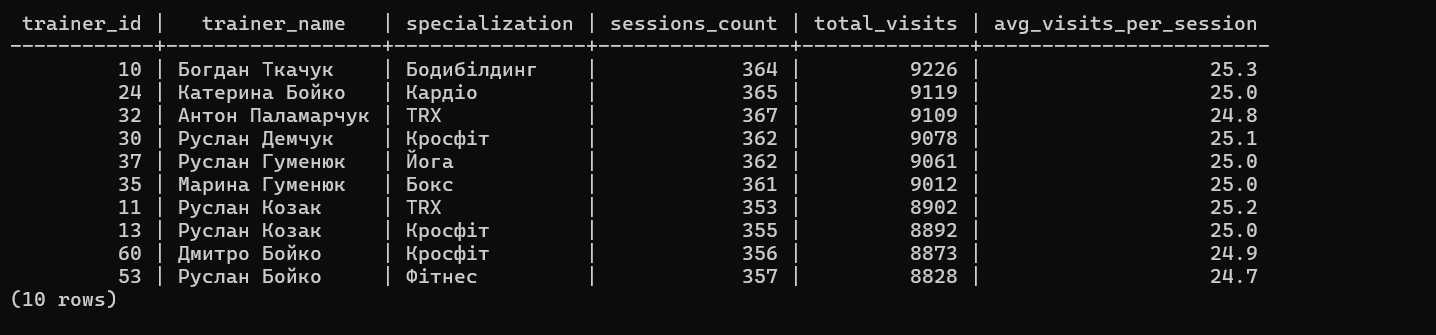 trainer_id | trainer_name | specialization | sessions_count | total_visits | avg_visits_per_session
------------+------------------+----------------+----------------+--------------+------------------------
10 | Богдан Ткачук | Бодибілдинг | 364 | 9226 | 25.3
24 | Катерина Бойко | Кардіо | 365 | 9119 | 25.0
32 | Антон Паламарчук | TRX | 367 | 9109 | 24.8
30 | Руслан Демчук | Кросфіт | 362 | 9078 | 25.1
37 | Руслан Гуменюк | Йога | 362 | 9061 | 25.0
35 | Марина Гуменюк | Бокс | 361 | 9012 | 25.0
11 | Руслан Козак | TRX | 353 | 8902 | 25.2
13 | Руслан Козак | Кросфіт | 355 | 8892 | 25.0
60 | Дмитро Бойко | Кросфіт | 356 | 8873 | 24.9
53 | Руслан Бойко | Фітнес | 357 | 8828 | 24.7
(10 rows)